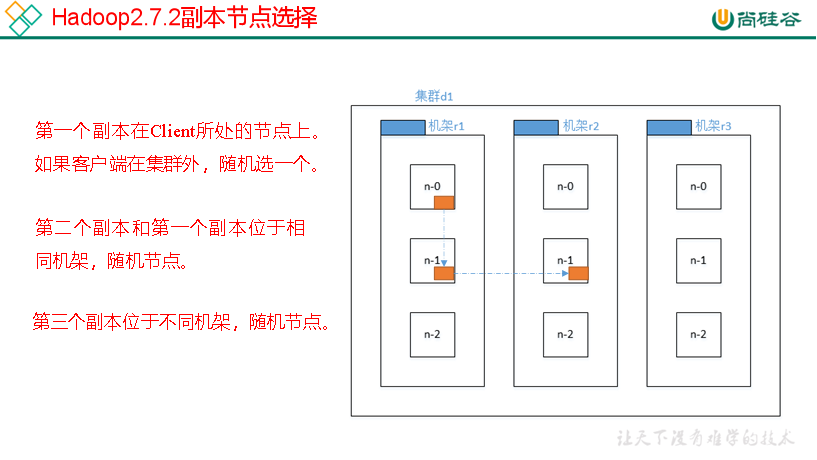 Hadoop2.7.2副本节点选择
尚硅谷
第一个副本在Client所处的节点上。
如果客户端在集群外，随机选一个。
第二个副本和第一个副本位于相
同机架，随机节点。
第三个副本位于不同机架，随机节点。
集群d1
机架r1
机架r2
机架r3
n-0
n-0
n-0
n-1
n-1
n-1
n-2
n-2
n-2
让天下没有难学的技术